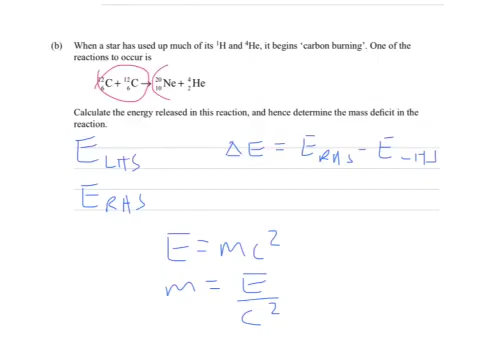 (b) When a star has used up much of its ¹H and ⁴He, it begins ‘carbon burning’. One of the
reactions to occur is
¹²₆C + ¹²₆C → ²⁰₁₀Ne + ⁴₂He
Calculate the energy released in this reaction, and hence determine the mass deficit in the
reaction.
E_LHS ΔE = E_RHS - E_LHS
E_RHS
E = mc²
m = E/c²